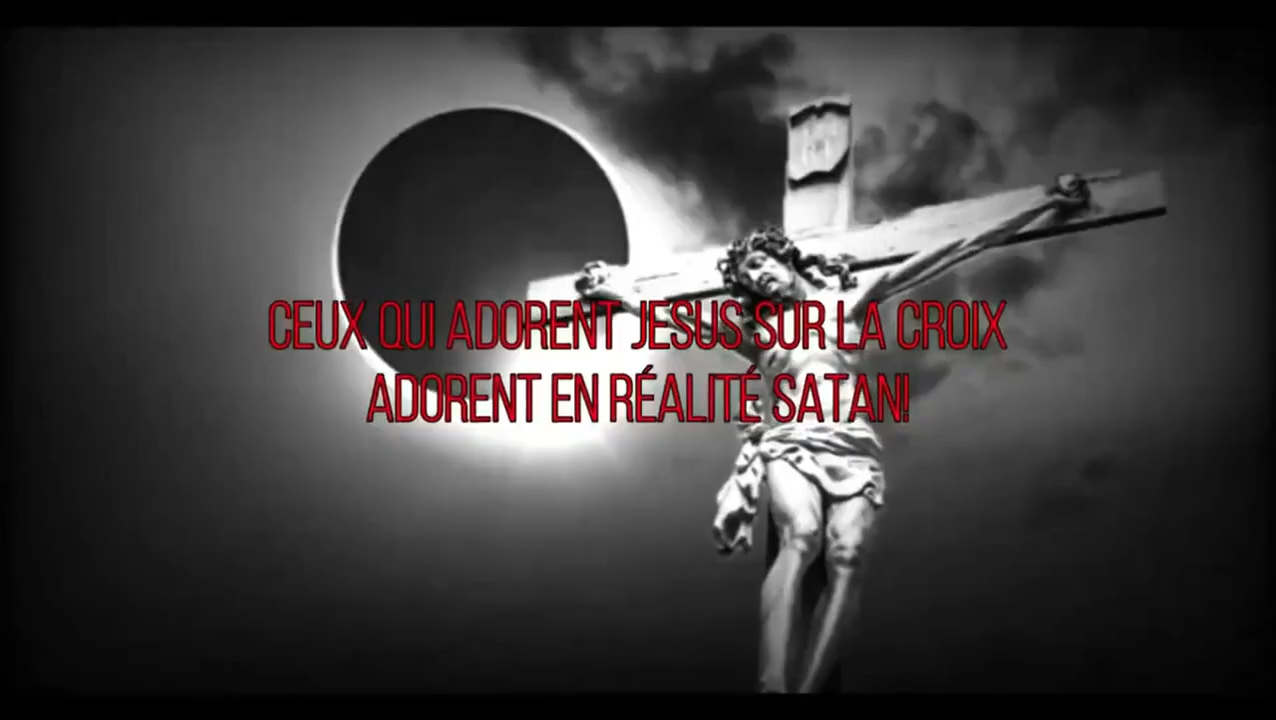 CEUX QUI ADORENT JESUS SUR LA CROIX
ADORENT EN RÉALITÉ SATAN!